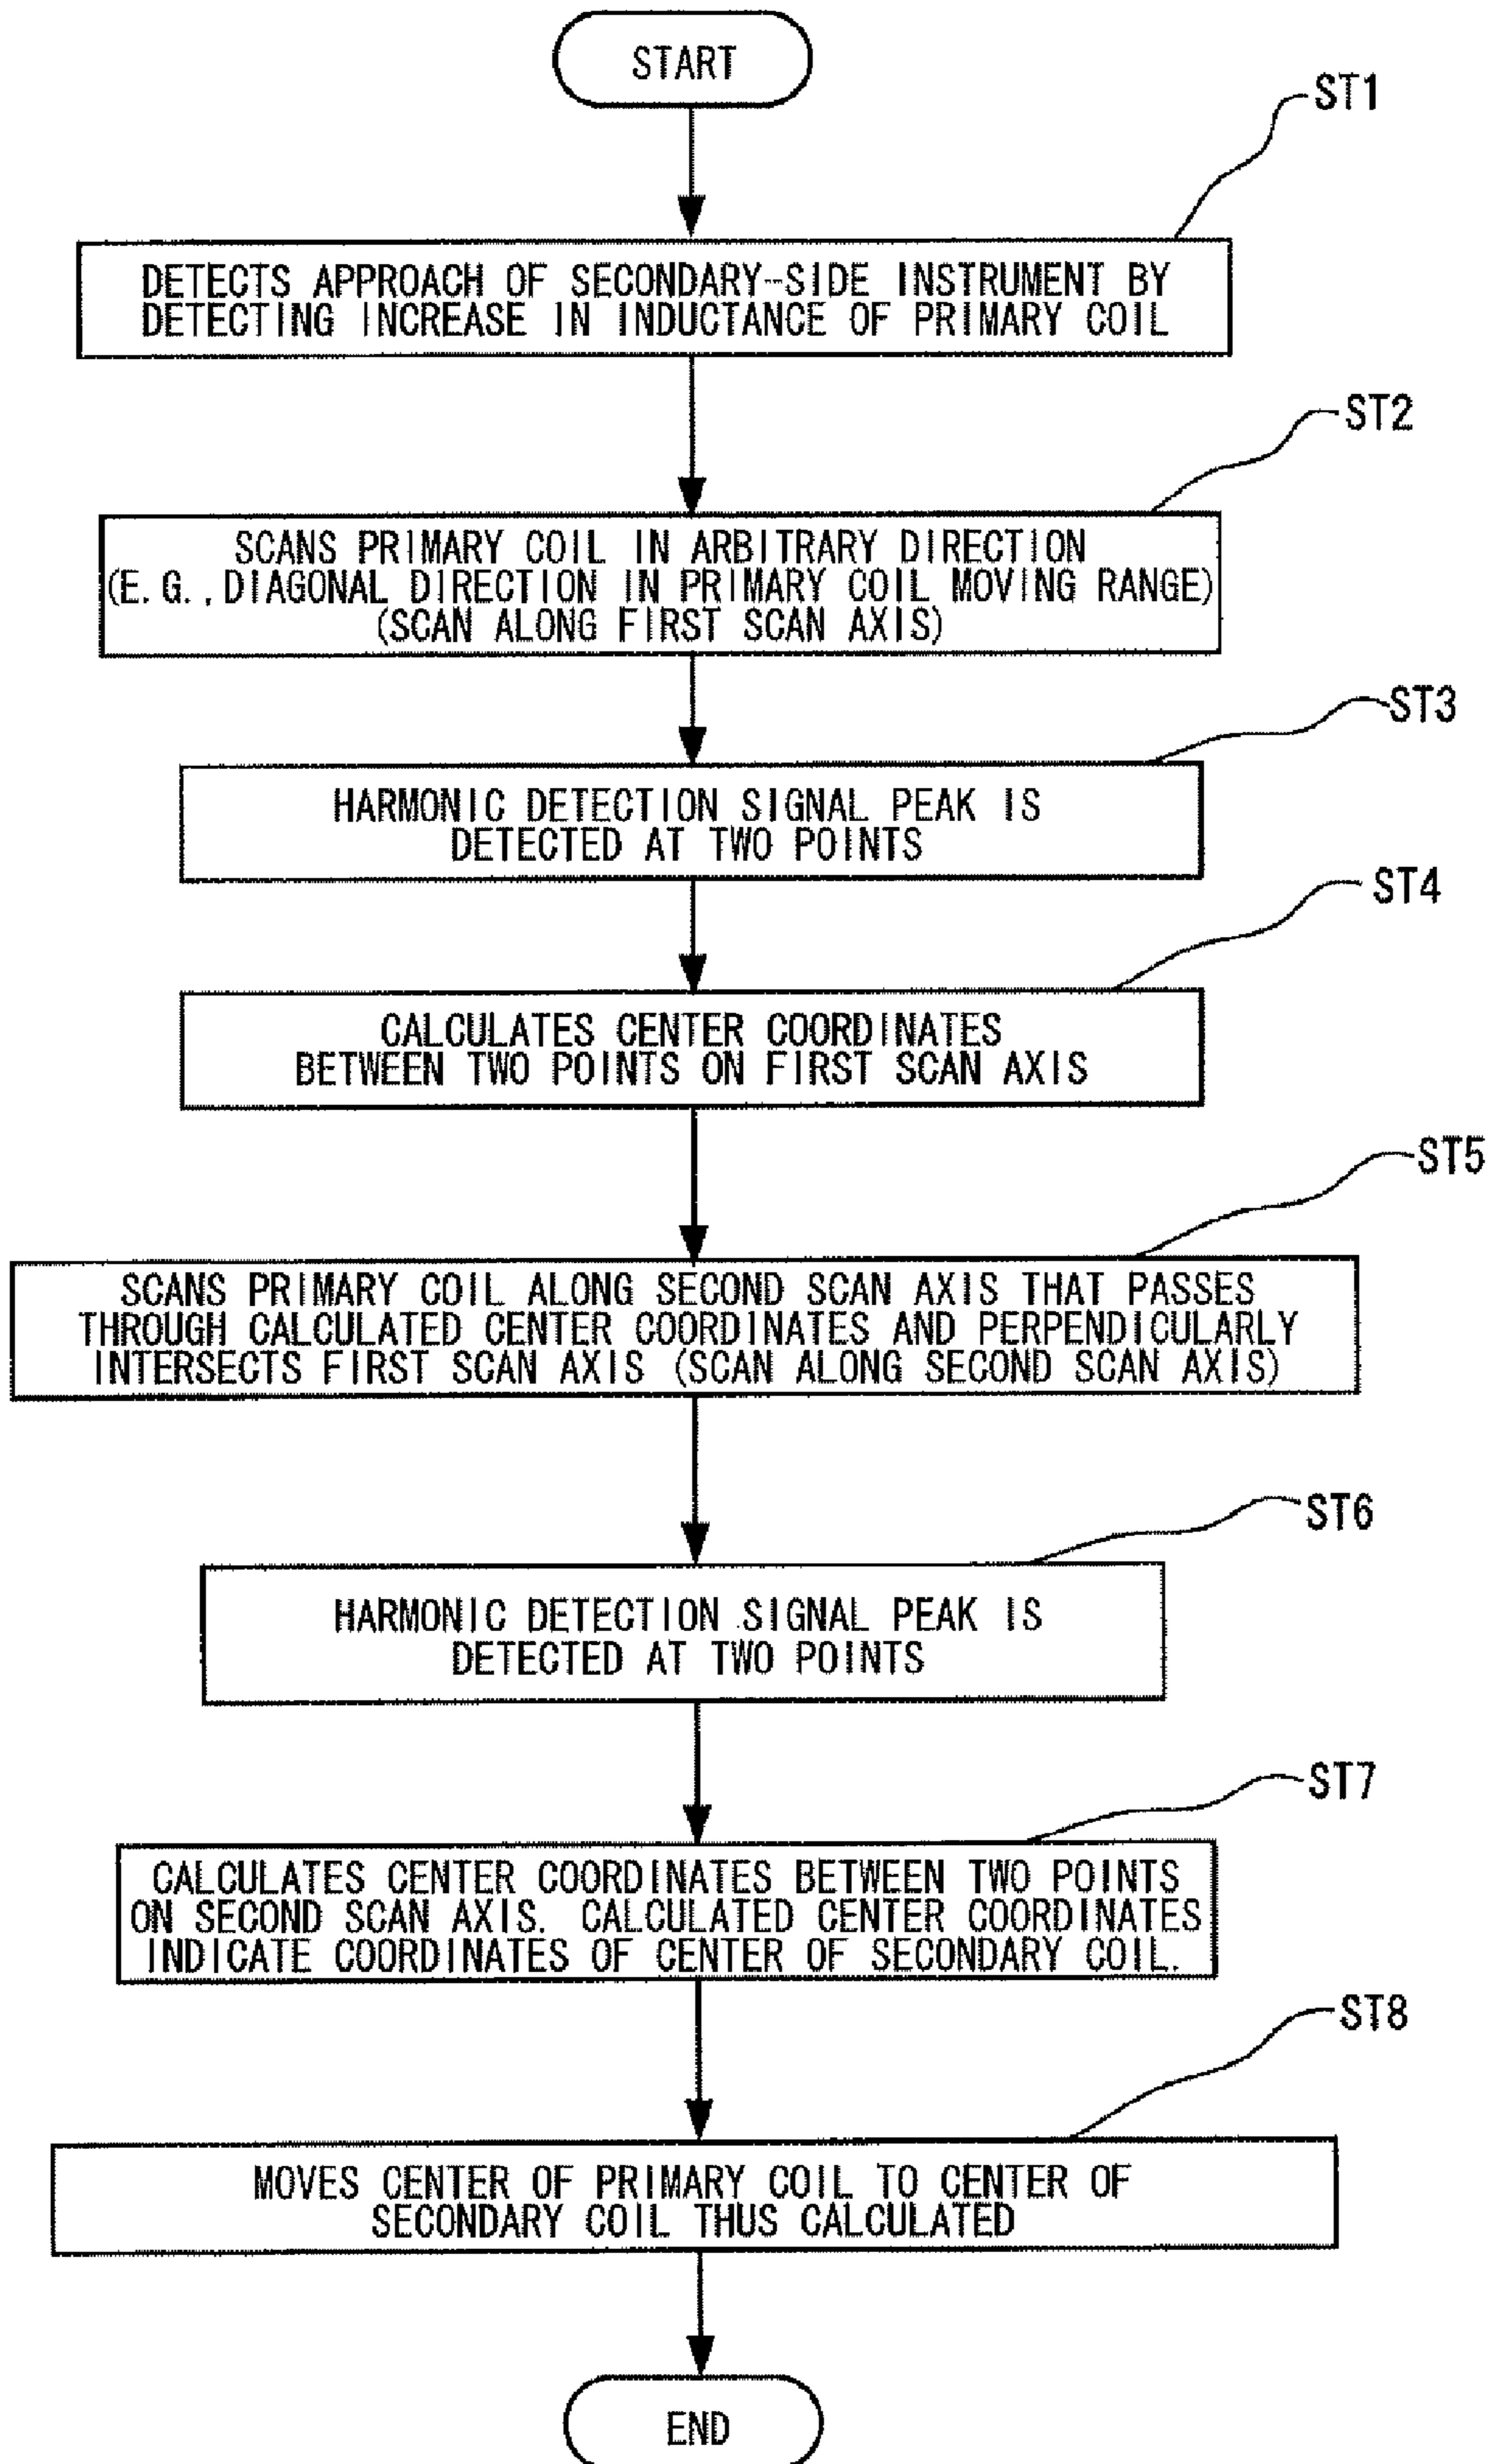 START
ST1
DETECTS APPROACH OF SECONDARY-SIDE INSTRUMENT BY
DETECTING INCREASE IN INDUCTANCE OF PRIMARY COIL
ST2
SCANS PRIMARY COIL IN ARBITRARY DIRECTION
(E.G., DIAGONAL DIRECTION IN PRIMARY COIL MOVING RANGE)
(SCAN ALONG FIRST SCAN AXIS)
ST3
HARMONIC DETECTION SIGNAL PEAK IS
DETECTED AT TWO POINTS
ST4
CALCULATES CENTER COORDINATES
BETWEEN TWO POINTS ON FIRST SCAN AXIS
ST5
SCANS PRIMARY COIL ALONG SECOND SCAN AXIS THAT PASSES
THROUGH CALCULATED CENTER COORDINATES AND PERPENDICULARLY
INTERSECTS FIRST SCAN AXIS (SCAN ALONG SECOND SCAN AXIS)
ST6
HARMONIC DETECTION SIGNAL PEAK IS
DETECTED AT TWO POINTS
ST7
CALCULATES CENTER COORDINATES BETWEEN TWO POINTS
ON SECOND SCAN AXIS. CALCULATED CENTER COORDINATES
INDICATE COORDINATES OF CENTER OF SECONDARY COIL.
ST8
MOVES CENTER OF PRIMARY COIL TO CENTER OF
SECONDARY COIL THUS CALCULATED
END